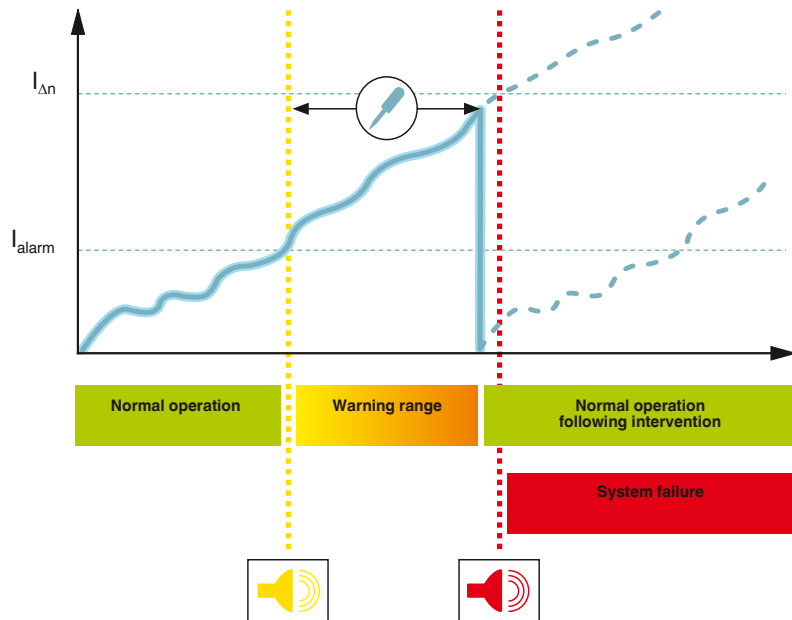 IΔn
Ialarm
Normal operation
Warning range
Normal operation
following intervention
System failure